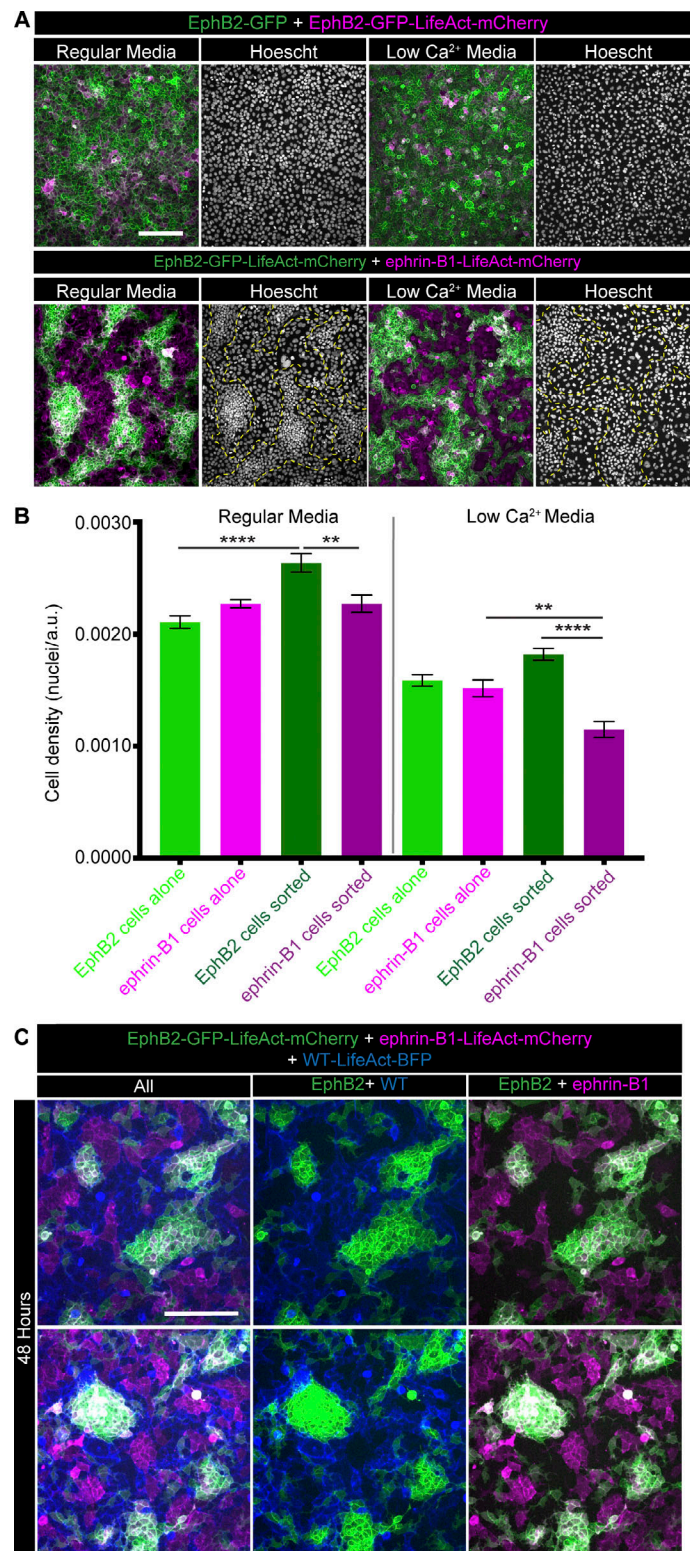 A
EphB2-GFP + EphB2-GFP-LifeAct-mCherry
Regular Media Hoescht Low Ca²⁺ Media Hoescht
EphB2-GFP-LifeAct-mCherry + ephrin-B1-LifeAct-mCherry
Regular Media Hoescht Low Ca²⁺ Media Hoescht
B
Regular Media Low Ca²⁺ Media
0.0030
0.0020
0.0010
0.0000
Cell density (nuclei/a.u.)
**** **
**
****
EphB2 cells alone
ephrin-B1 cells alone
EphB2 cells sorted
ephrin-B1 cells sorted
EphB2 cells alone
ephrin-B1 cells alone
EphB2 cells sorted
ephrin-B1 cells sorted
C
EphB2-GFP-LifeAct-mCherry + ephrin-B1-LifeAct-mCherry
+ WT-LifeAct-BFP
All EphB2+ WT EphB2 + ephrin-B1
48 Hours